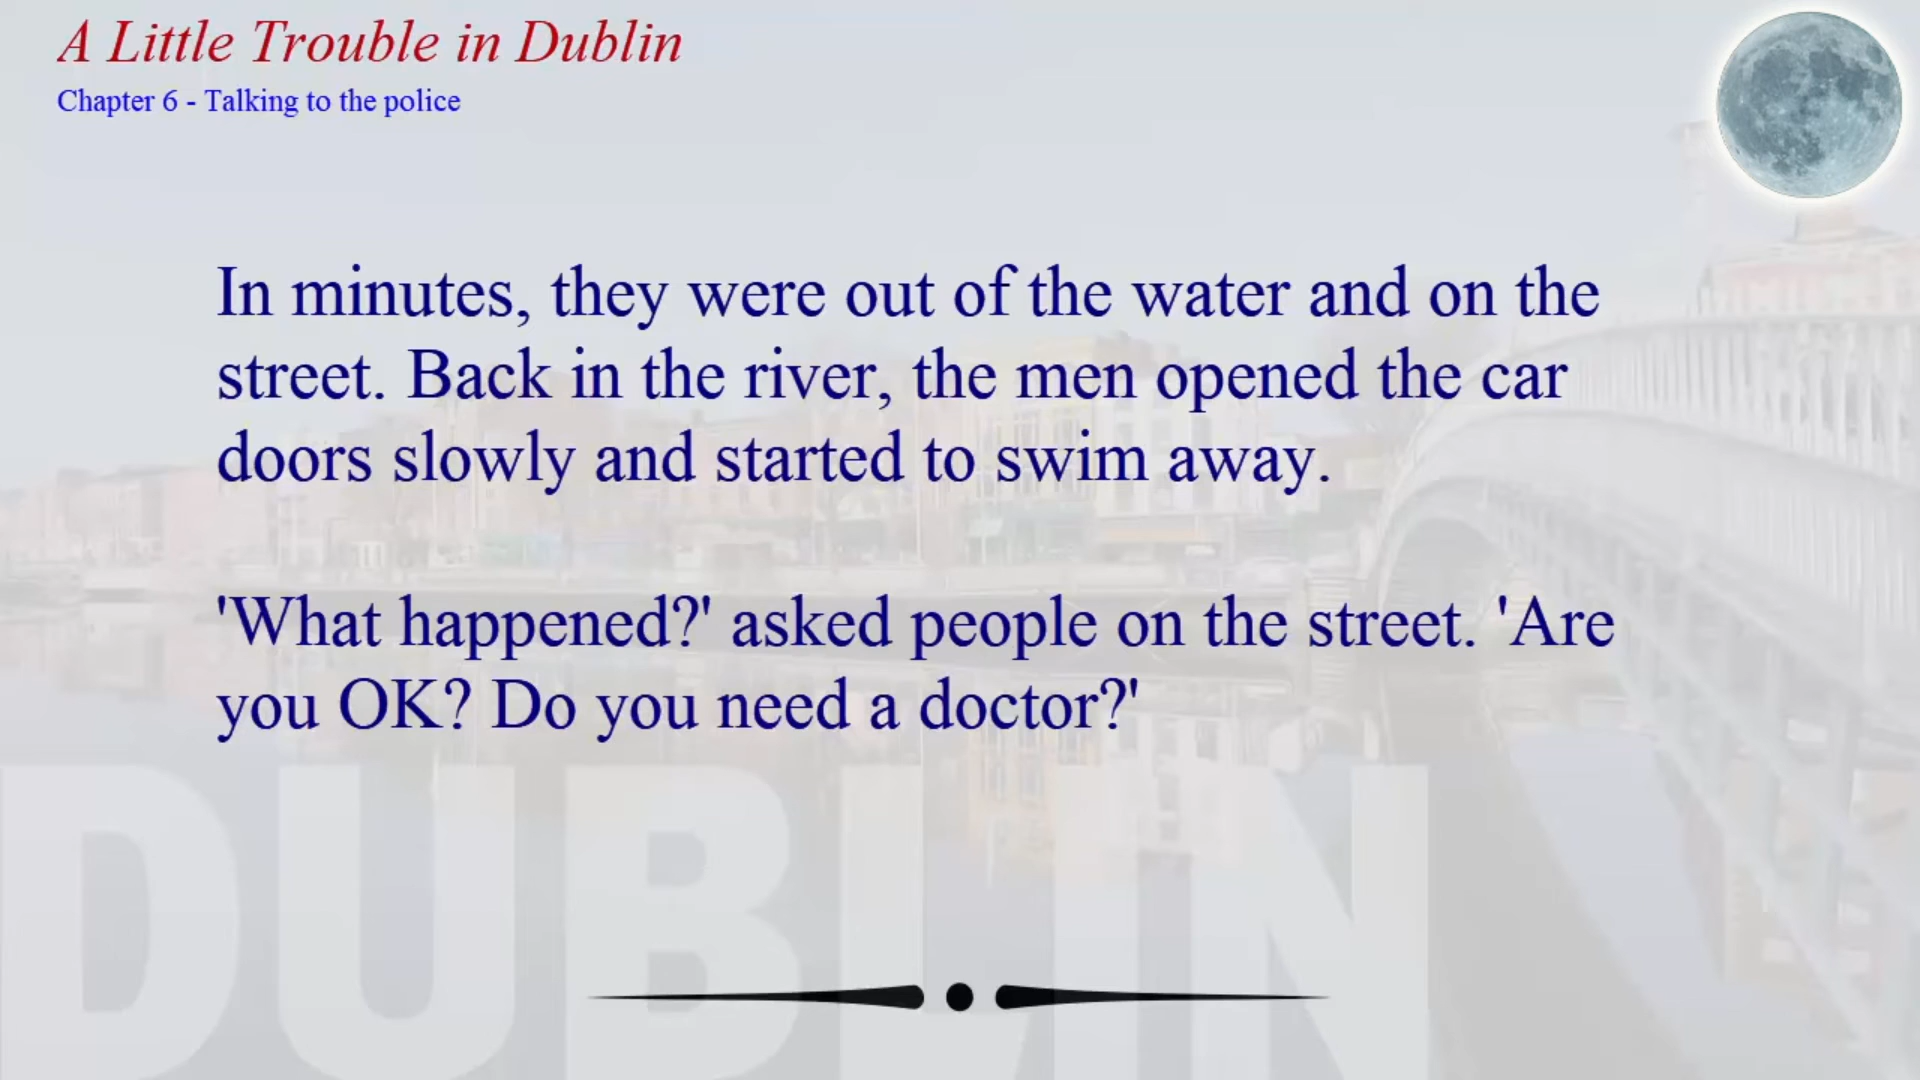 A Little Trouble in Dublin
Chapter 6 - Talking to the police
In minutes, they were out of the water and on the
street. Back in the river, the men opened the car
doors slowly and started to swim away.
'What happened?' asked people on the street. 'Are
you OK? Do you need a doctor?'
DUBLIN